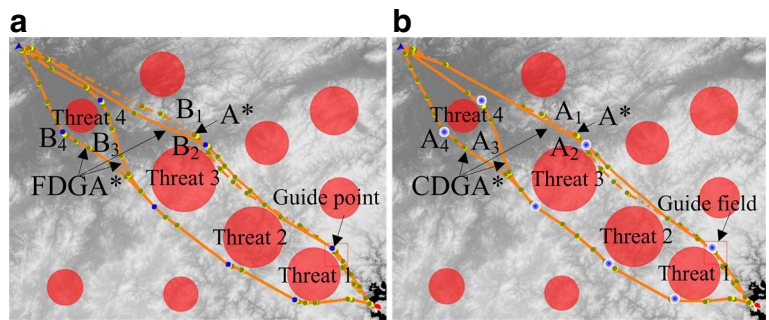 a
B1
A*
Threat 4
B4
B3
B2
FDGA*
Threat 3
Guide point
Threat 2
Threat 1
b
A1
A*
Threat 4
A4
A3
A2
CDGA*
Threat 3
Guide field
Threat 2
Threat 1